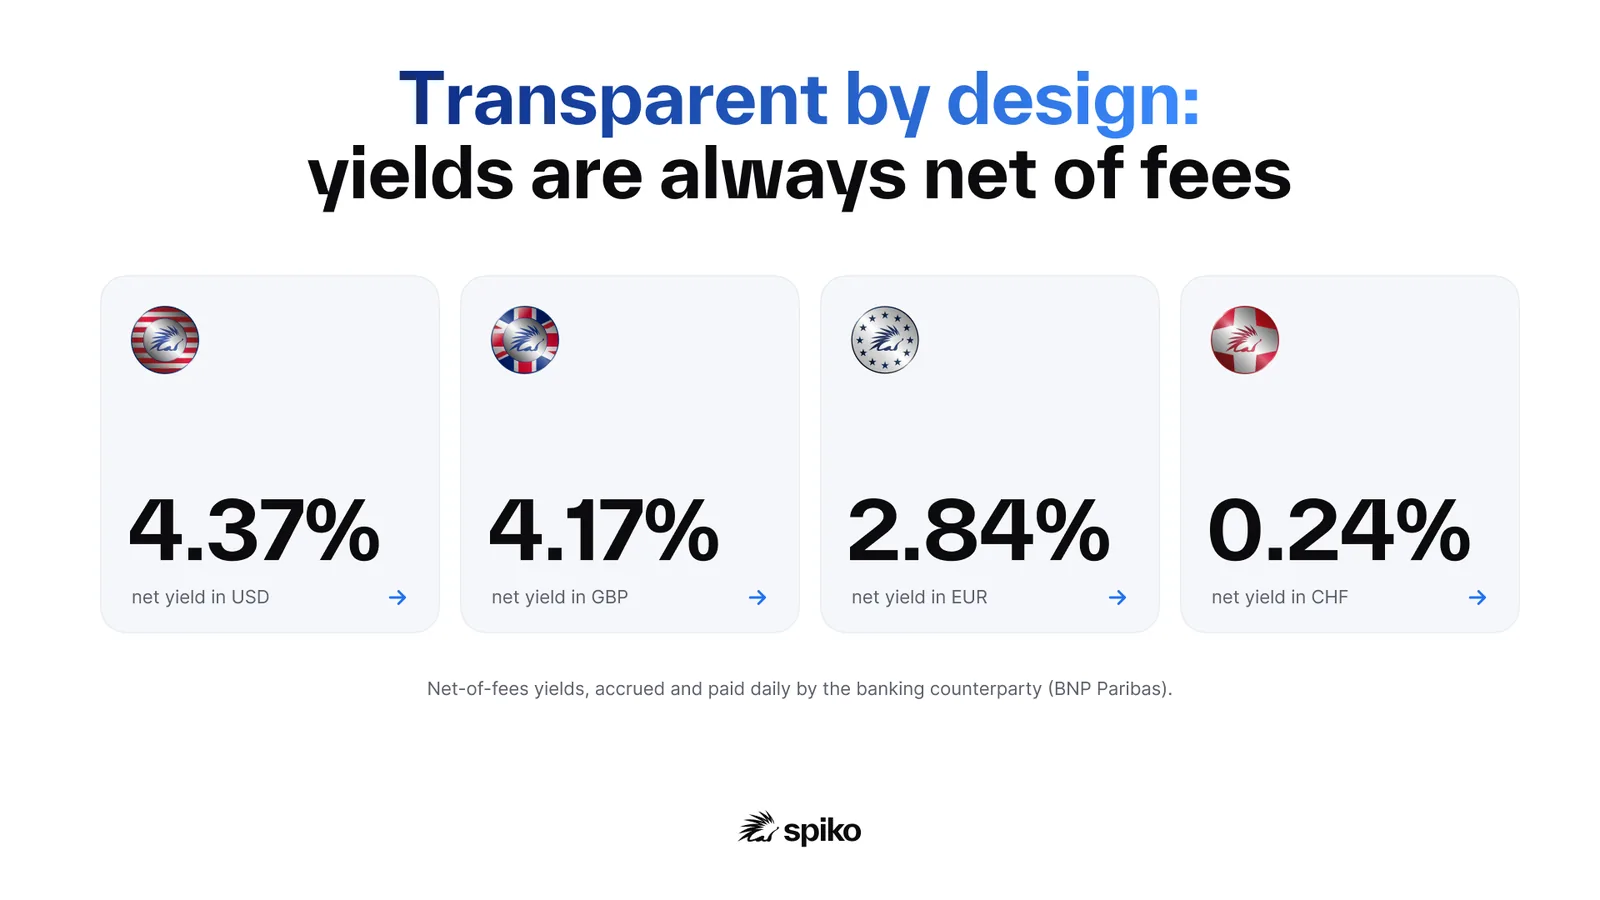 Transparent by design:
yields are always net of fees
4.37%
net yield in USD
4.17%
net yield in GBP
2.84%
net yield in EUR
0.24%
net yield in CHF
Net-of-fees yields, accrued and paid daily by the banking counterparty (BNP Paribas).
spiko